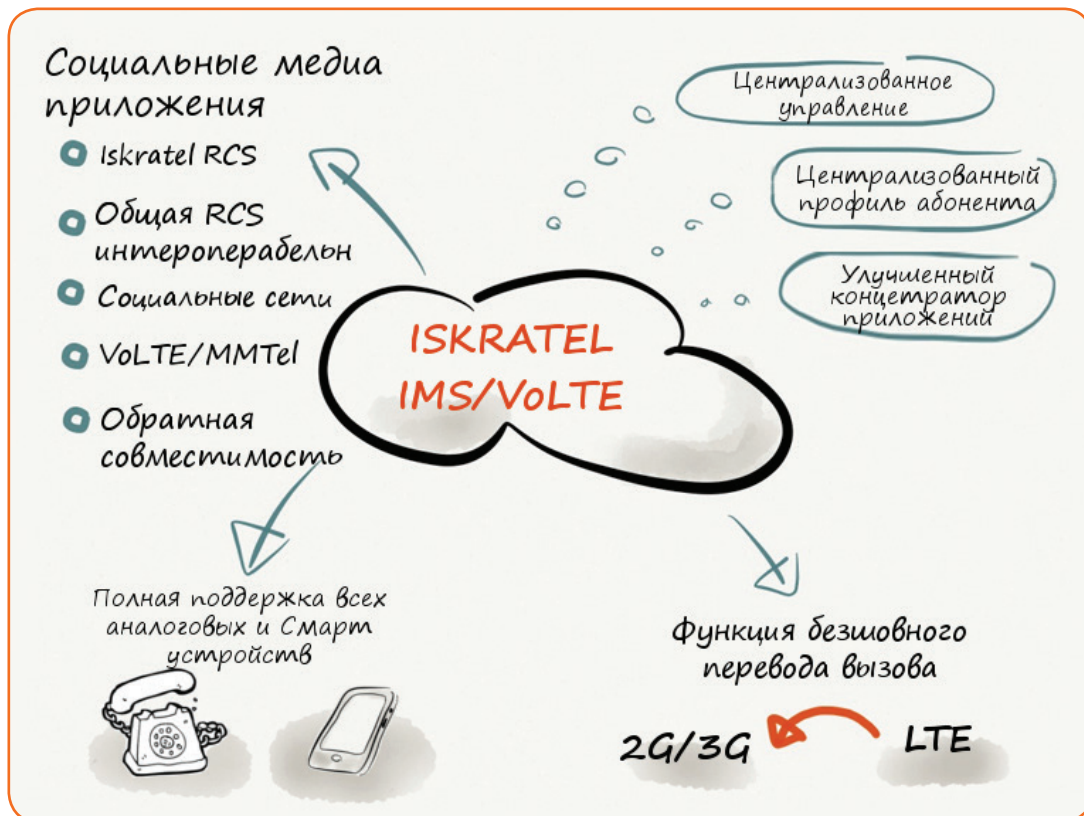 Социальные медиа
приложения
Iskratel RCS
Общая RCS
интероперабельн
Социальные сети
VoLTE/MMTel
Обратная
совместимость
Централизованное
управление
Централизованный
профиль абонента
Улучшенный
концетратор
приложений
ISKRATEL
IMS/VoLTE
Полная поддержка всех
аналоговых и Смарт
устройств
Функция безшовного
перевода вызова
2G/3G
LTE